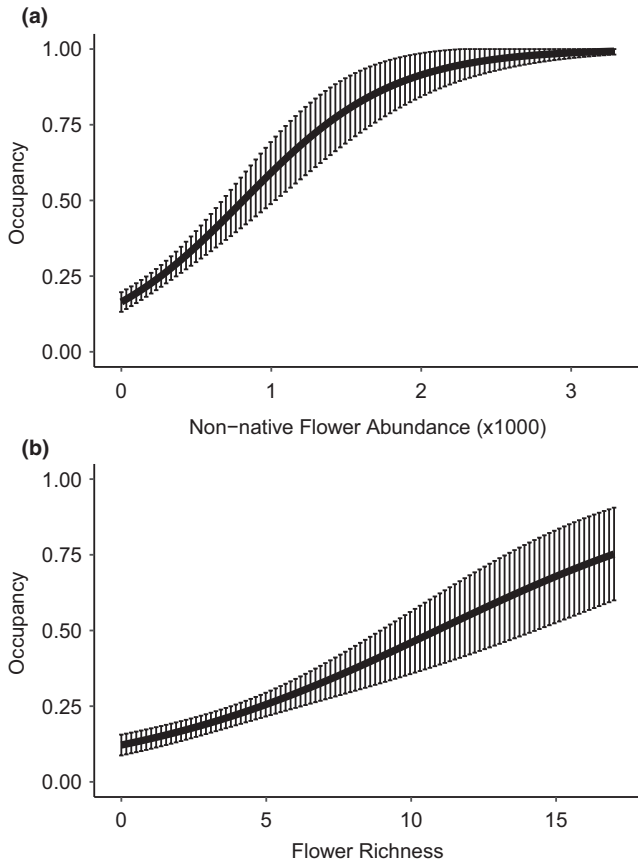 (a)
1.00
0.75
0.50
0.25
0.00
Occupancy
0 1 2 3
Non−native Flower Abundance (x1000)
(b)
1.00
0.75
0.50
0.25
0.00
Occupancy
0 5 10 15
Flower Richness